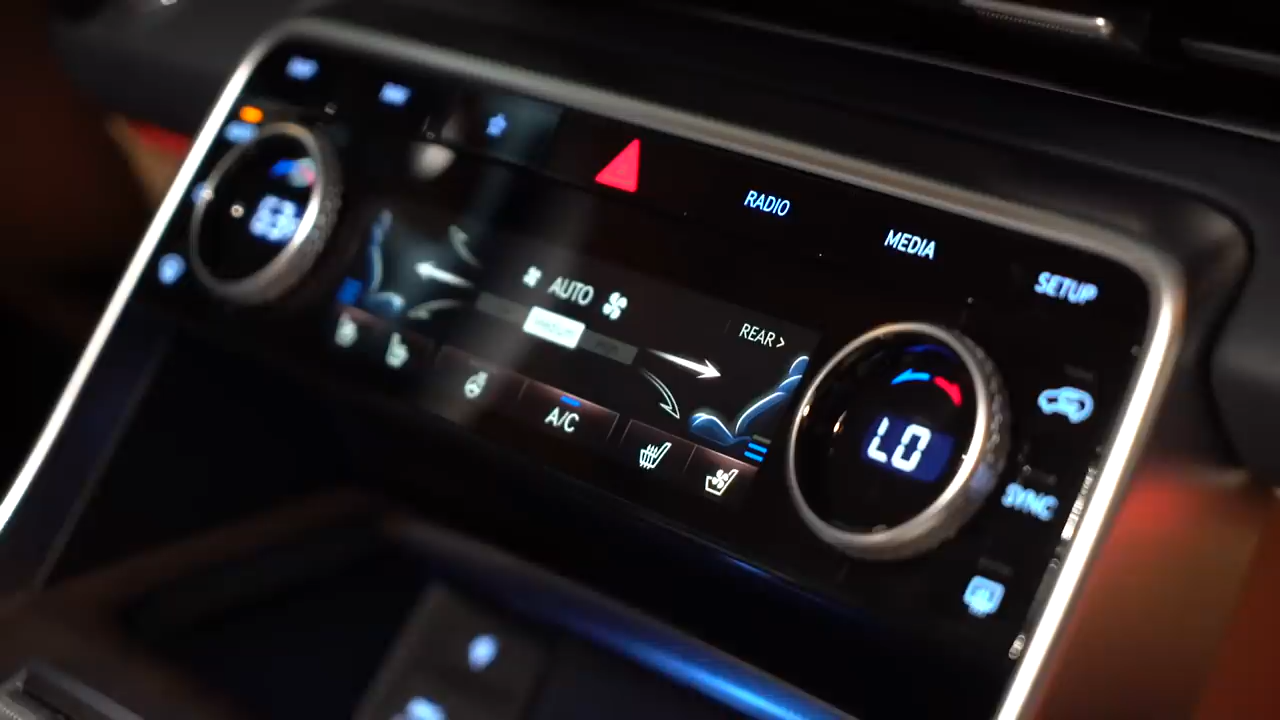 RADIO
MEDIA
SETUP
AUTO
REAR >
A/C
LO
SYNC